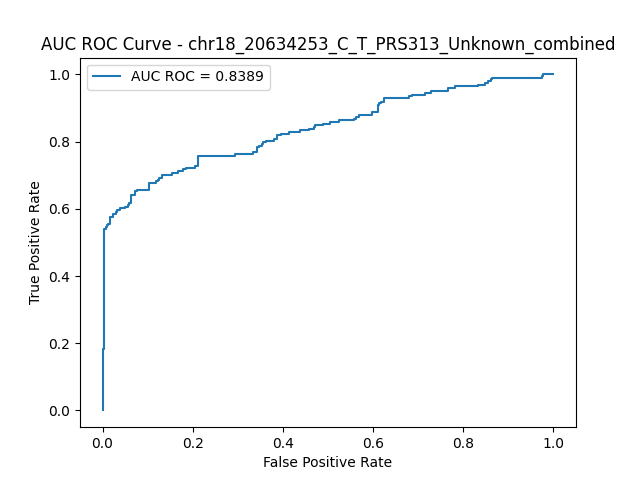 AUC ROC Curve - chr18_20634253_C_T_PRS313_Unknown_combined
AUC ROC = 0.8389
1.0
0.8
0.6
0.4
0.2
0.0
True Positive Rate
0.0 0.2 0.4 0.6 0.8 1.0
False Positive Rate